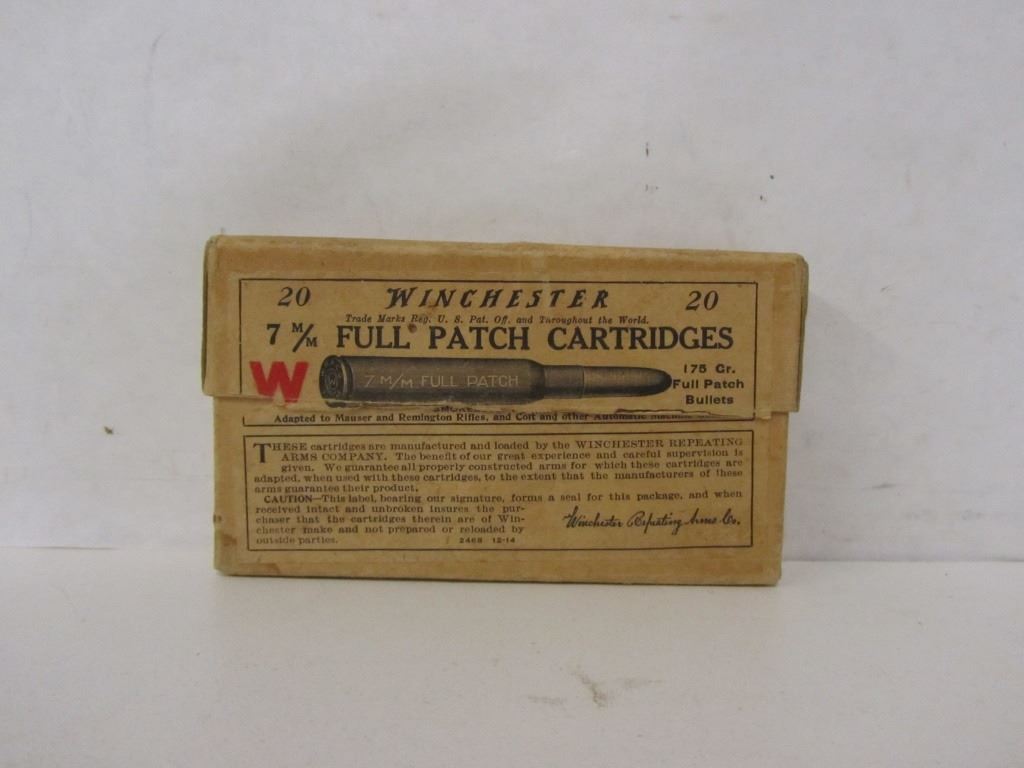 20 WINCHESTER 20
Trade Marks Reg. U. S. Pat. Off. and Throughout the World.
7 M/M FULL PATCH CARTRIDGES
W
7 M/M FULL PATCH
175 Gr.
Full Patch
Bullets
Adapted to Mauser and Remington Rifles, and Colt and other Automatic Machine
THESE cartridges are manufactured and loaded by the WINCHESTER REPEATING
ARMS COMPANY. The benefit of our great experience and careful supervision is
given. We guarantee all properly constructed arms for which these cartridges are
adapted, when used with these cartridges, to the extent that the manufacturers of these
arms guarantee their product.
CAUTION—This label, bearing our signature, forms a seal for this package, and when
received intact and unbroken insures the pur-
chaser that the cartridges therein are of Win-
chester make and not prepared or reloaded by
outside parties.
2468 12-14
Winchester Repeating Arms Co.